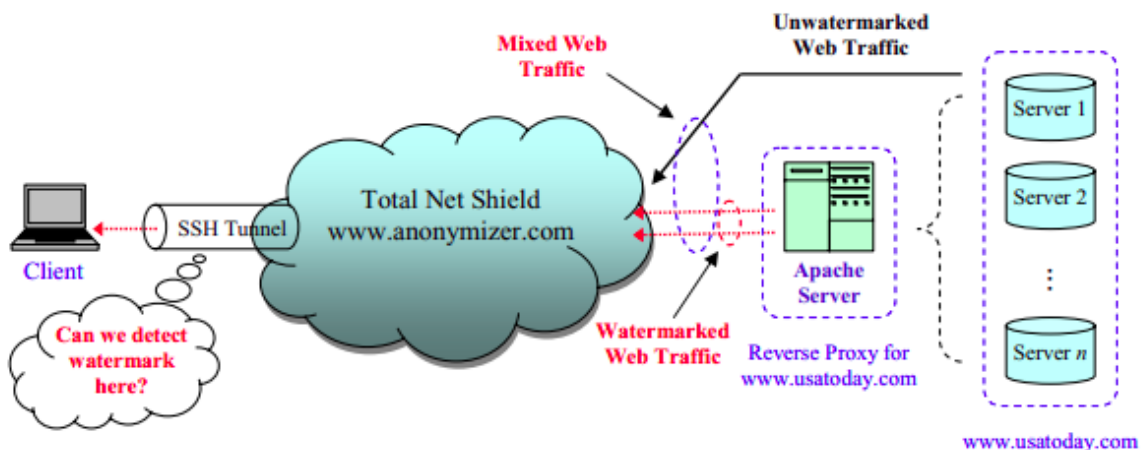 Unwatermarked
Web Traffic
Mixed Web
Traffic
Server 1
Server 2
⋮
Server n
www.usatoday.com
Total Net Shield
www.anonymizer.com
SSH Tunnel
Client
Can we detect
watermark
here?
Apache
Server
Watermarked
Web Traffic
Reverse Proxy for
www.usatoday.com